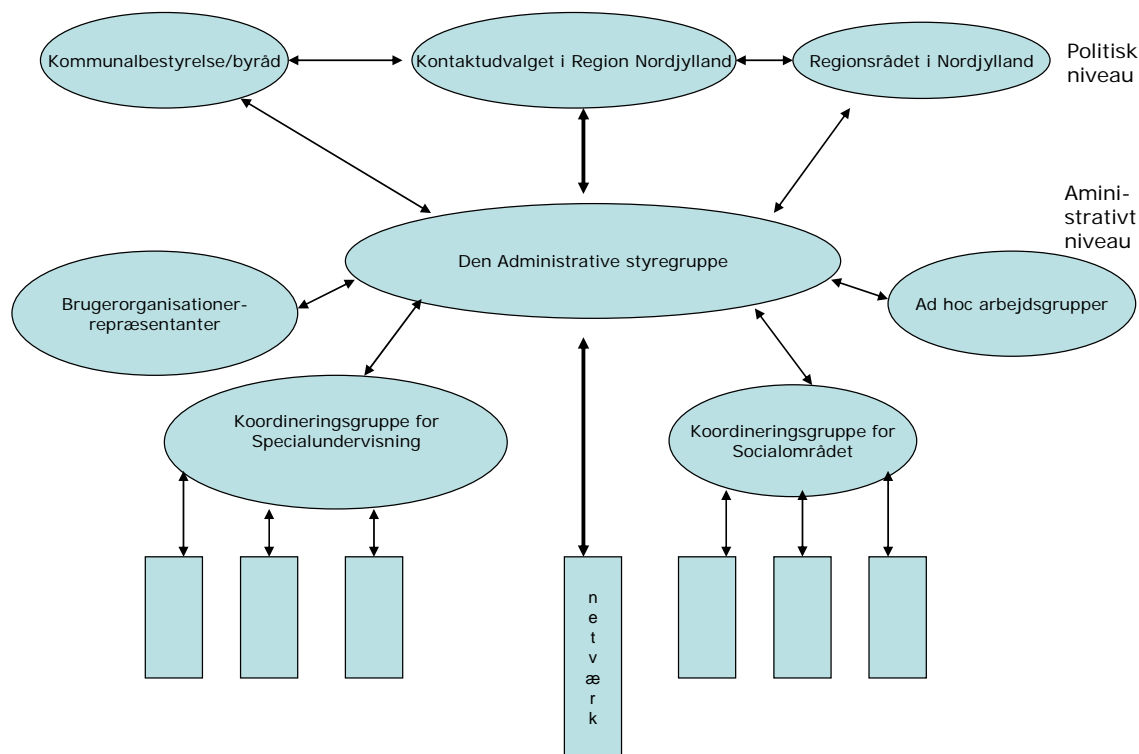 Kommunalbestyrelse/byråd
Kontaktudvalget i Region Nordjylland
Regionsrådet i Nordjylland
Politisk
niveau
Amini-
strativt
niveau
Den Administrative styregruppe
Brugerorganisationer-
repræsentanter
Ad hoc arbejdsgrupper
Koordineringsgruppe for
Specialundervisning
Koordineringsgruppe for
Socialområdet
n
e
t
v
æ
r
k